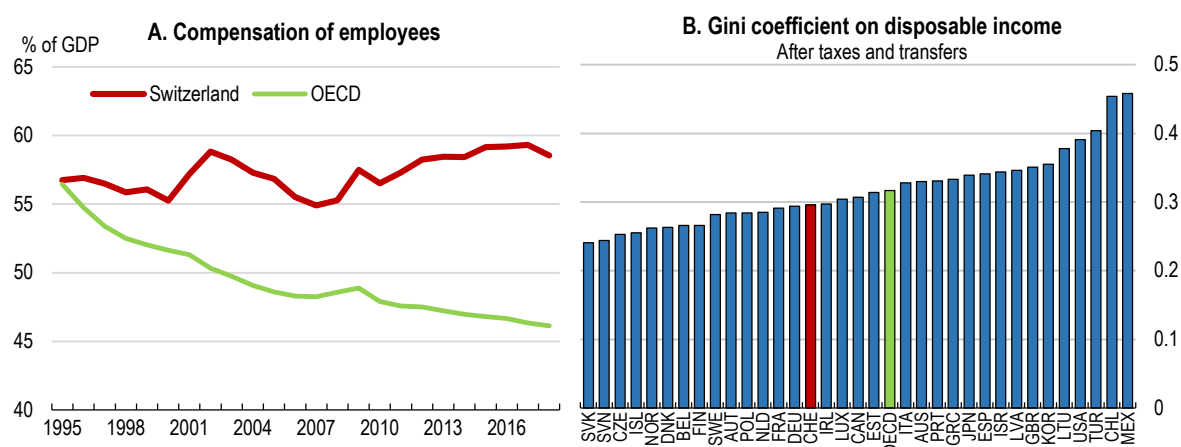 A. Compensation of employees
% of GDP
65
60
55
50
45
40
Switzerland
OECD
1995 1998 2001 2004 2007 2010 2013 2016
B. Gini coefficient on disposable income
After taxes and transfers
0.5
0.4
0.3
0.2
0.1
0
SVK
SVN
CZE
ISL
NOR
DNK
BEL
FIN
SWE
AUT
POL
NLD
FRA
DEU
CHE
IRL
LUX
CAN
EST
OECD
ITA
AUS
PRT
GRC
JPN
ESP
ISR
LVA
GBR
KOR
LTU
USA
TUR
CHL
MEX